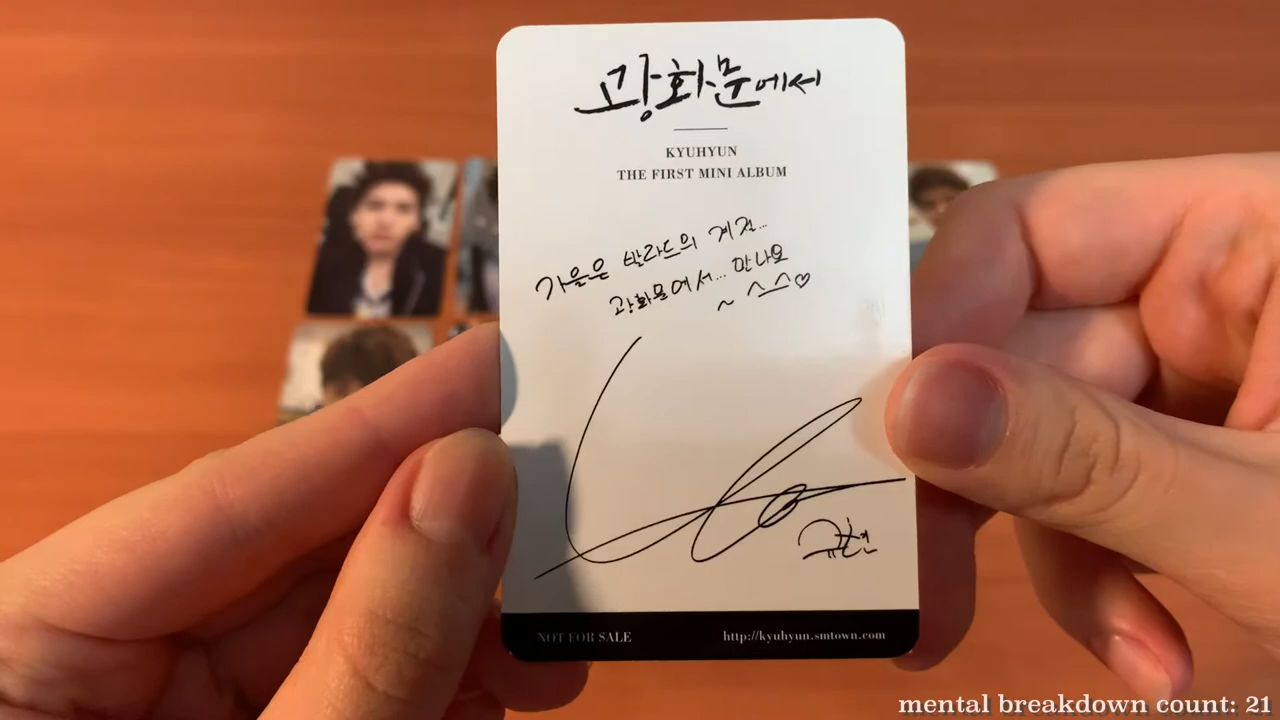 광화문에서
KYUHYUN
THE FIRST MINI ALBUM
가을은 발라드의 계절...
광화문에서... 만나요
~ ^^♡
규현
NOT FOR SALE
http://kyuhyun.smtown.com
mental breakdown count: 21